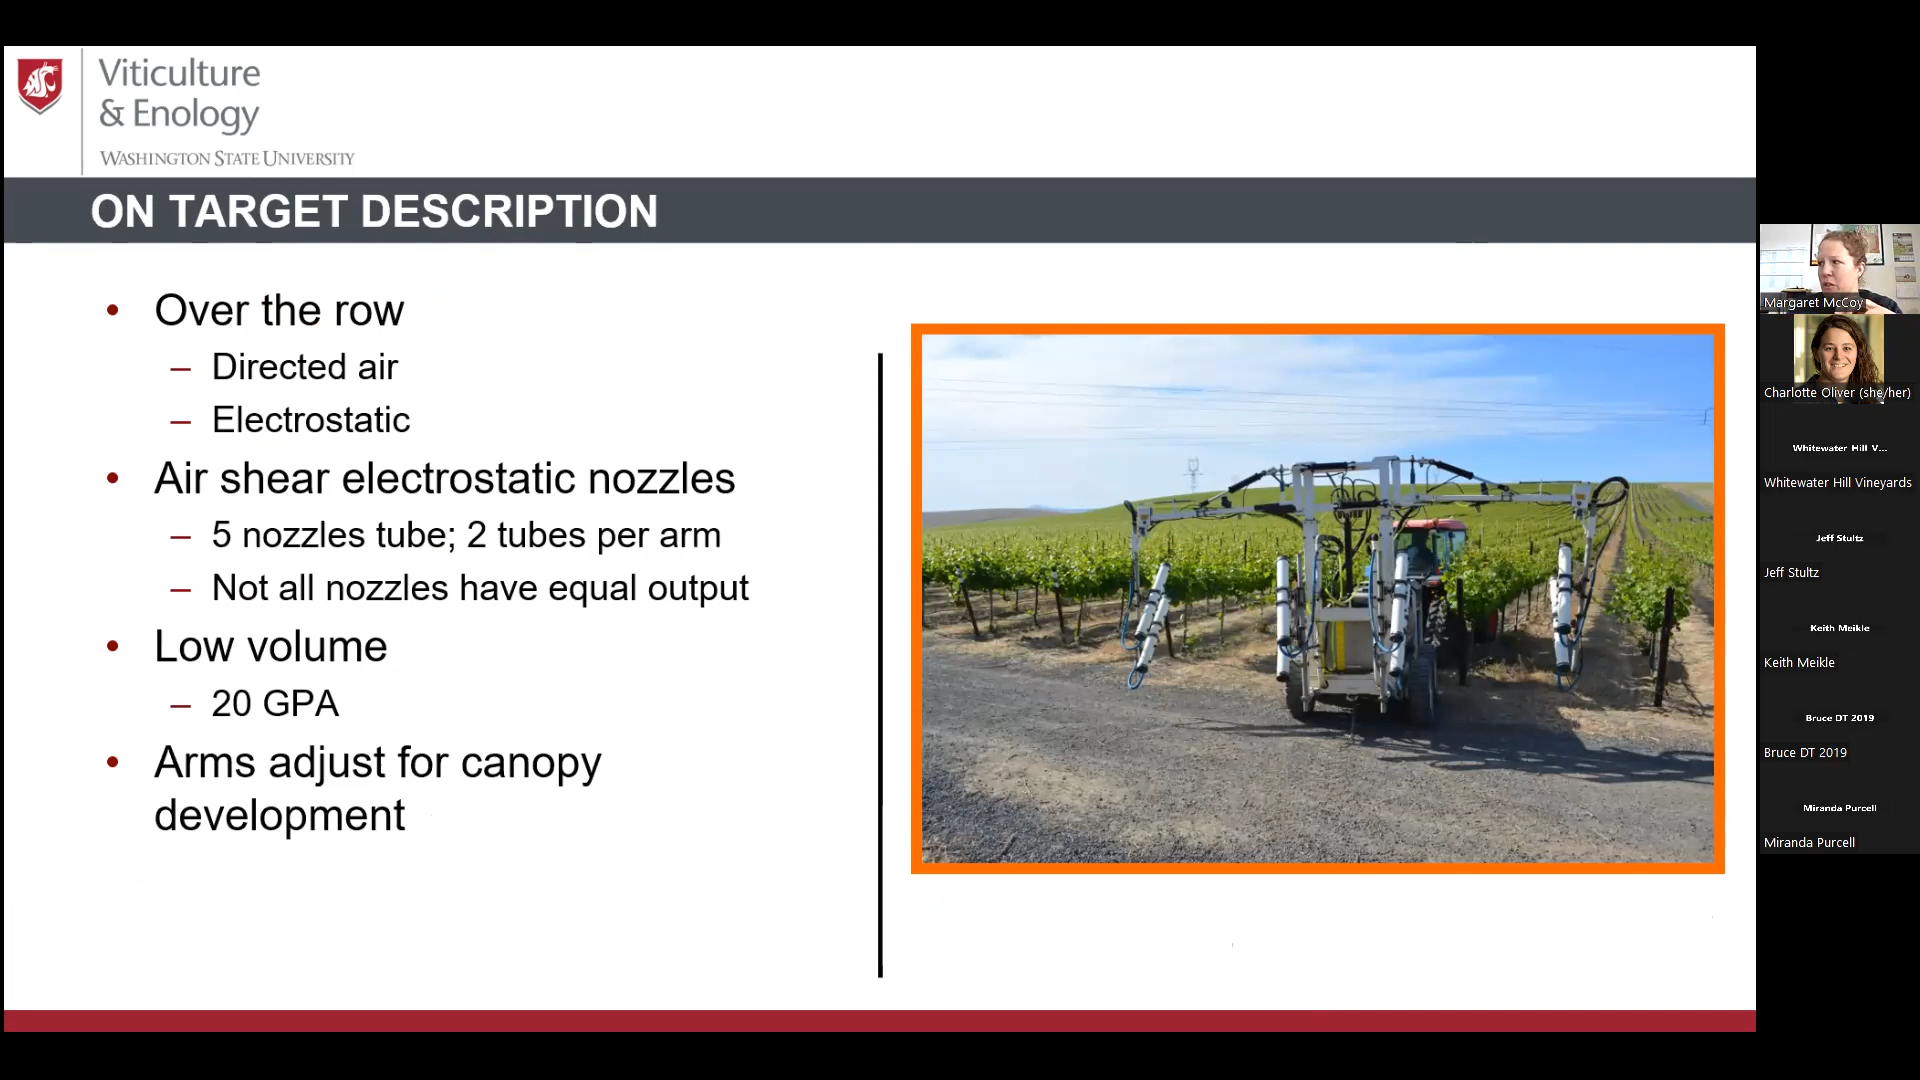 Viticulture
& Enology
WASHINGTON STATE UNIVERSITY
ON TARGET DESCRIPTION
• Over the row
– Directed air
– Electrostatic
• Air shear electrostatic nozzles
– 5 nozzles tube; 2 tubes per arm
– Not all nozzles have equal output
• Low volume
– 20 GPA
• Arms adjust for canopy
development
Margaret McCoy
Charlotte Oliver (she/her)
Whitewater Hill V...
Whitewater Hill Vineyards
Jeff Stultz
Jeff Stultz
Keith Meikle
Keith Meikle
Bruce DT 2019
Bruce DT 2019
Miranda Purcell
Miranda Purcell